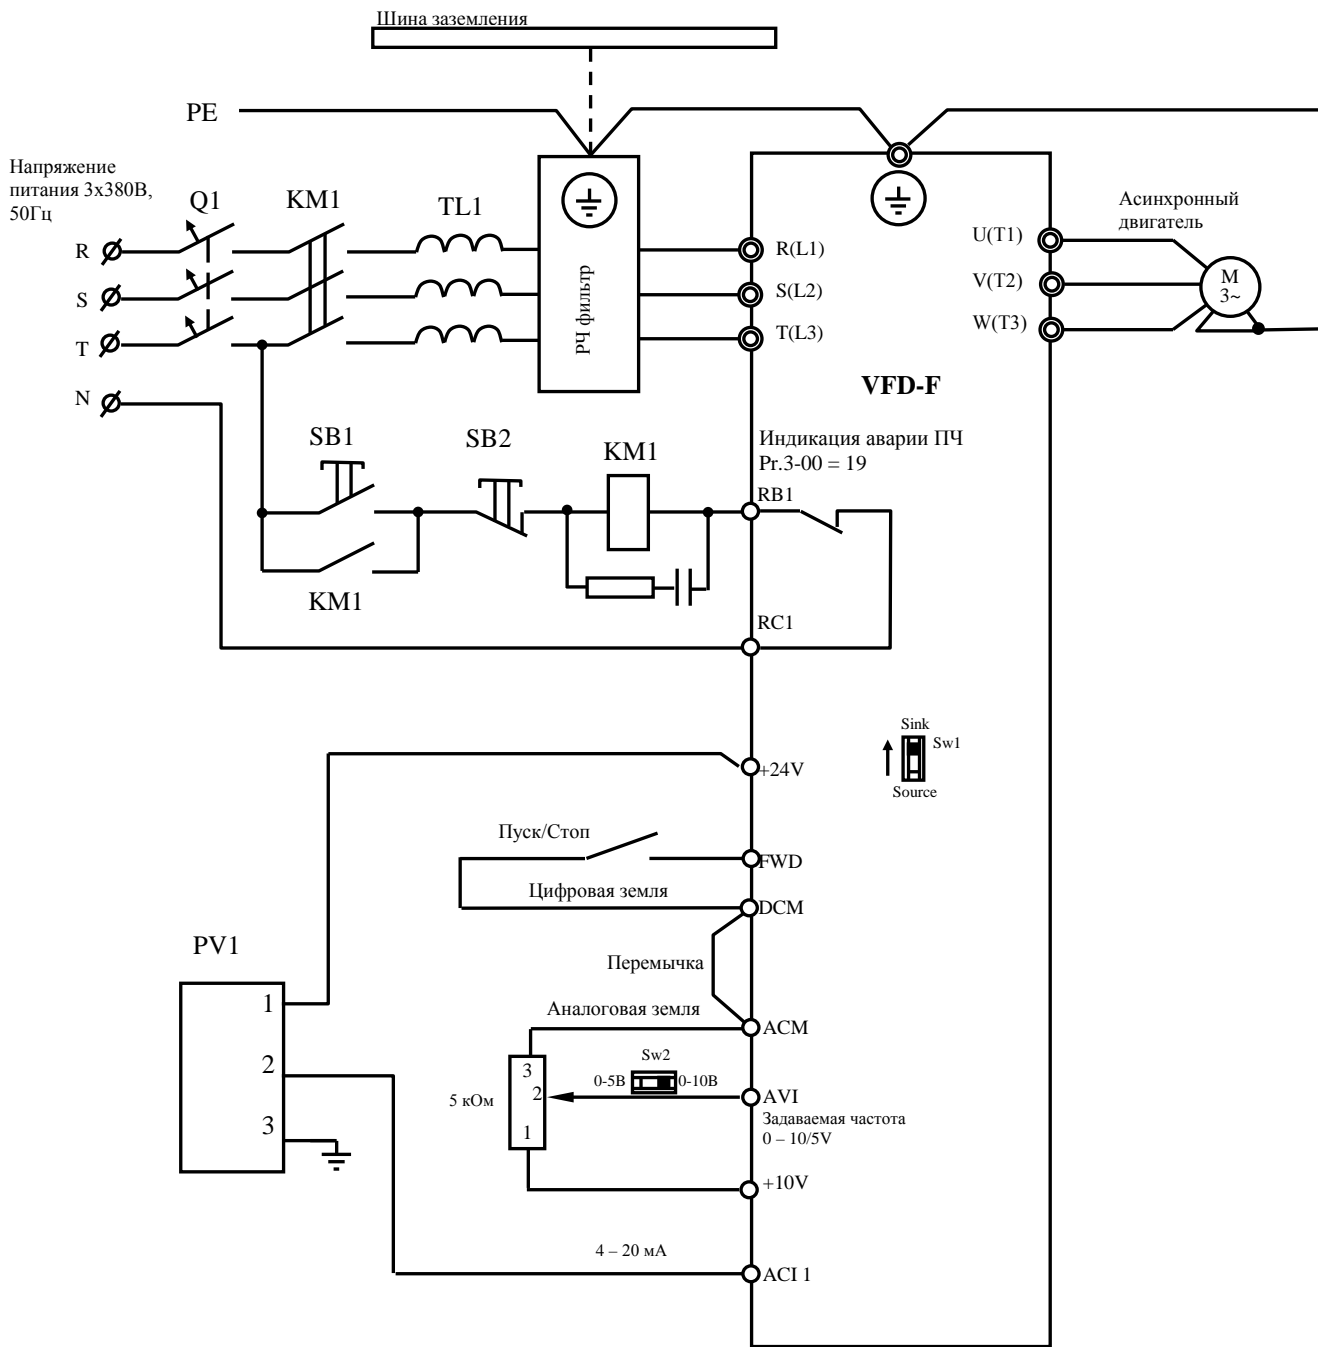 Шина заземления
PE
Напряжение
питания 3х380В,
50Гц
Q1
KM1
TL1
Асинхронный
двигатель
R
S
T
N
РЧ фильтр
R(L1)
S(L2)
T(L3)
U(T1)
V(T2)
W(T3)
M
3~
VFD-F
SB1
SB2
KM1
Индикация аварии ПЧ
Pr.3-00 = 19
RB1
KM1
RC1
Sink
Sw1
Source
+24V
Пуск/Стоп
FWD
Цифровая земля
DCM
PV1
Перемычка
1
2
3
Аналоговая земля
ACM
Sw2
3
2
1
0-5В
0-10В
5 кОм
AVI
Задаваемая частота
0 – 10/5V
+10V
4 – 20 мА
ACI 1